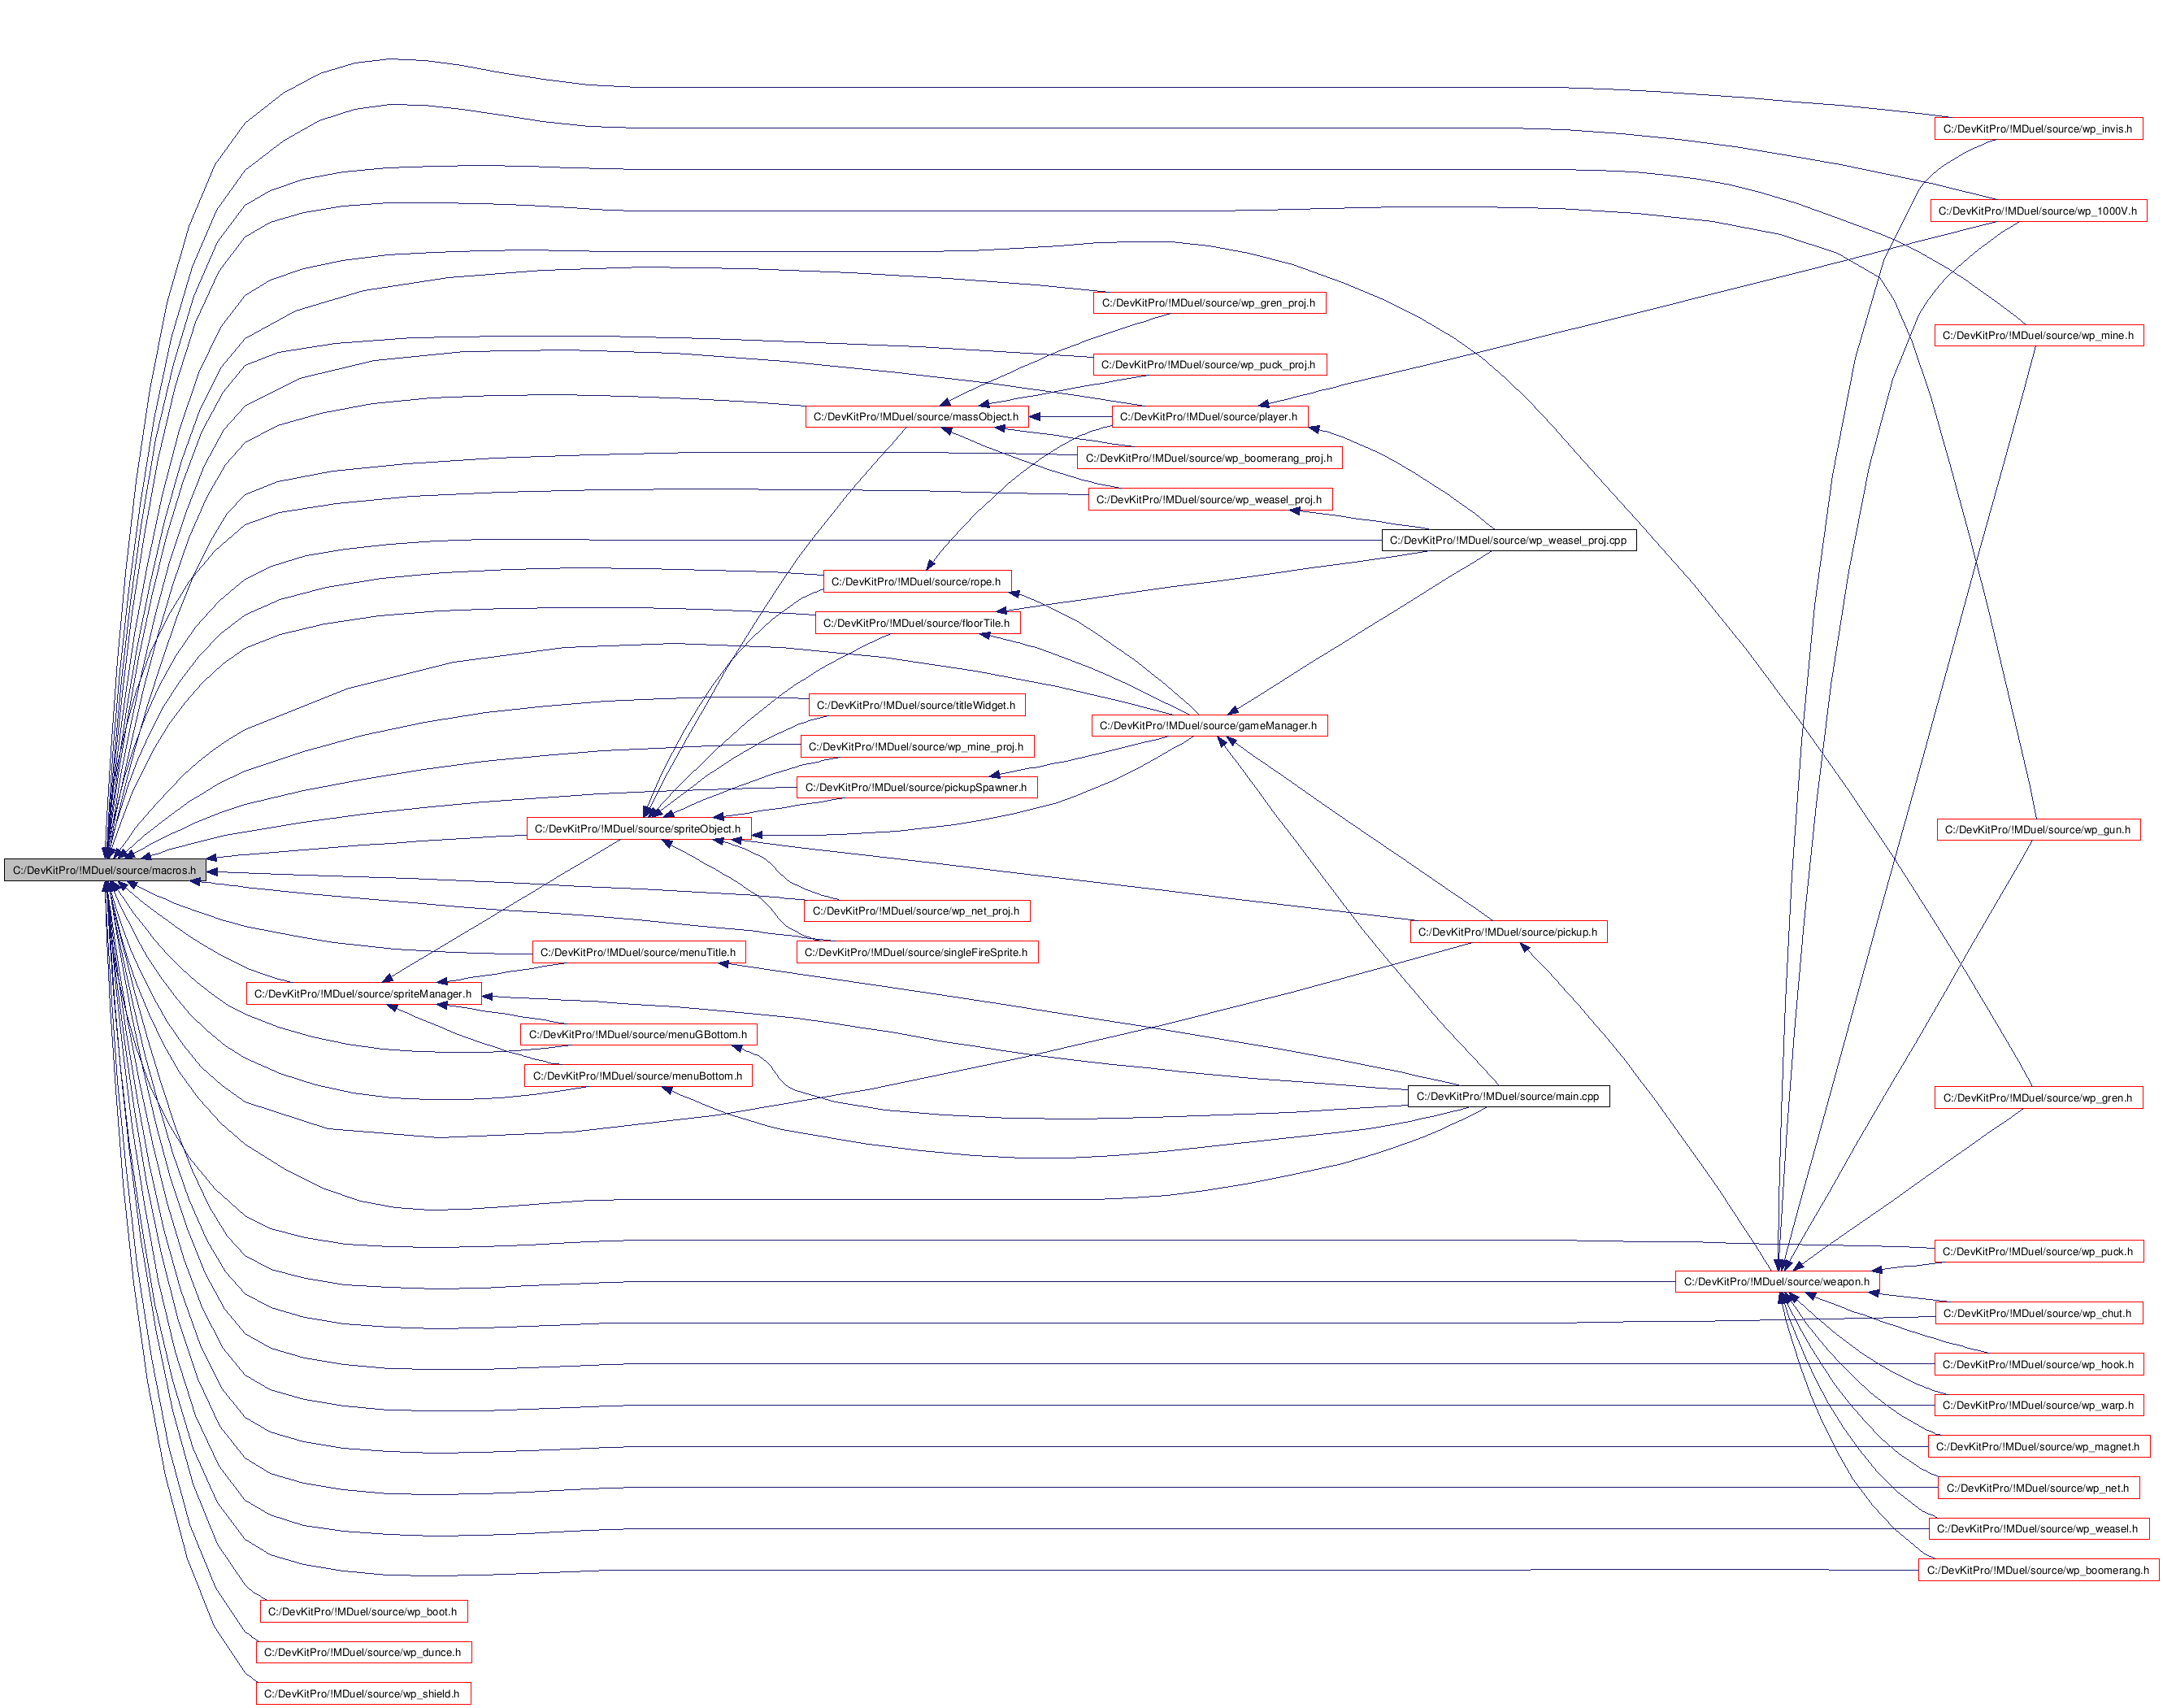 C:/DevKitPro/!MDuel/source/wp_invis.h
C:/DevKitPro/!MDuel/source/wp_1000V.h
C:/DevKitPro/!MDuel/source/wp_gren_proj.h
C:/DevKitPro/!MDuel/source/wp_mine.h
C:/DevKitPro/!MDuel/source/wp_puck_proj.h
C:/DevKitPro/!MDuel/source/massObject.h
C:/DevKitPro/!MDuel/source/player.h
C:/DevKitPro/!MDuel/source/wp_boomerang_proj.h
C:/DevKitPro/!MDuel/source/wp_weasel_proj.h
C:/DevKitPro/!MDuel/source/wp_weasel_proj.cpp
C:/DevKitPro/!MDuel/source/rope.h
C:/DevKitPro/!MDuel/source/floorTile.h
C:/DevKitPro/!MDuel/source/titleWidget.h
C:/DevKitPro/!MDuel/source/gameManager.h
C:/DevKitPro/!MDuel/source/wp_mine_proj.h
C:/DevKitPro/!MDuel/source/pickupSpawner.h
C:/DevKitPro/!MDuel/source/spriteObject.h
C:/DevKitPro/!MDuel/source/wp_gun.h
C:/DevKitPro/!MDuel/source/macros.h
C:/DevKitPro/!MDuel/source/wp_net_proj.h
C:/DevKitPro/!MDuel/source/pickup.h
C:/DevKitPro/!MDuel/source/menuTitle.h
C:/DevKitPro/!MDuel/source/singleFireSprite.h
C:/DevKitPro/!MDuel/source/spriteManager.h
C:/DevKitPro/!MDuel/source/menuGBottom.h
C:/DevKitPro/!MDuel/source/menuBottom.h
C:/DevKitPro/!MDuel/source/main.cpp
C:/DevKitPro/!MDuel/source/wp_gren.h
C:/DevKitPro/!MDuel/source/wp_puck.h
C:/DevKitPro/!MDuel/source/weapon.h
C:/DevKitPro/!MDuel/source/wp_chut.h
C:/DevKitPro/!MDuel/source/wp_hook.h
C:/DevKitPro/!MDuel/source/wp_warp.h
C:/DevKitPro/!MDuel/source/wp_magnet.h
C:/DevKitPro/!MDuel/source/wp_net.h
C:/DevKitPro/!MDuel/source/wp_weasel.h
C:/DevKitPro/!MDuel/source/wp_boomerang.h
C:/DevKitPro/!MDuel/source/wp_boot.h
C:/DevKitPro/!MDuel/source/wp_dunce.h
C:/DevKitPro/!MDuel/source/wp_shield.h